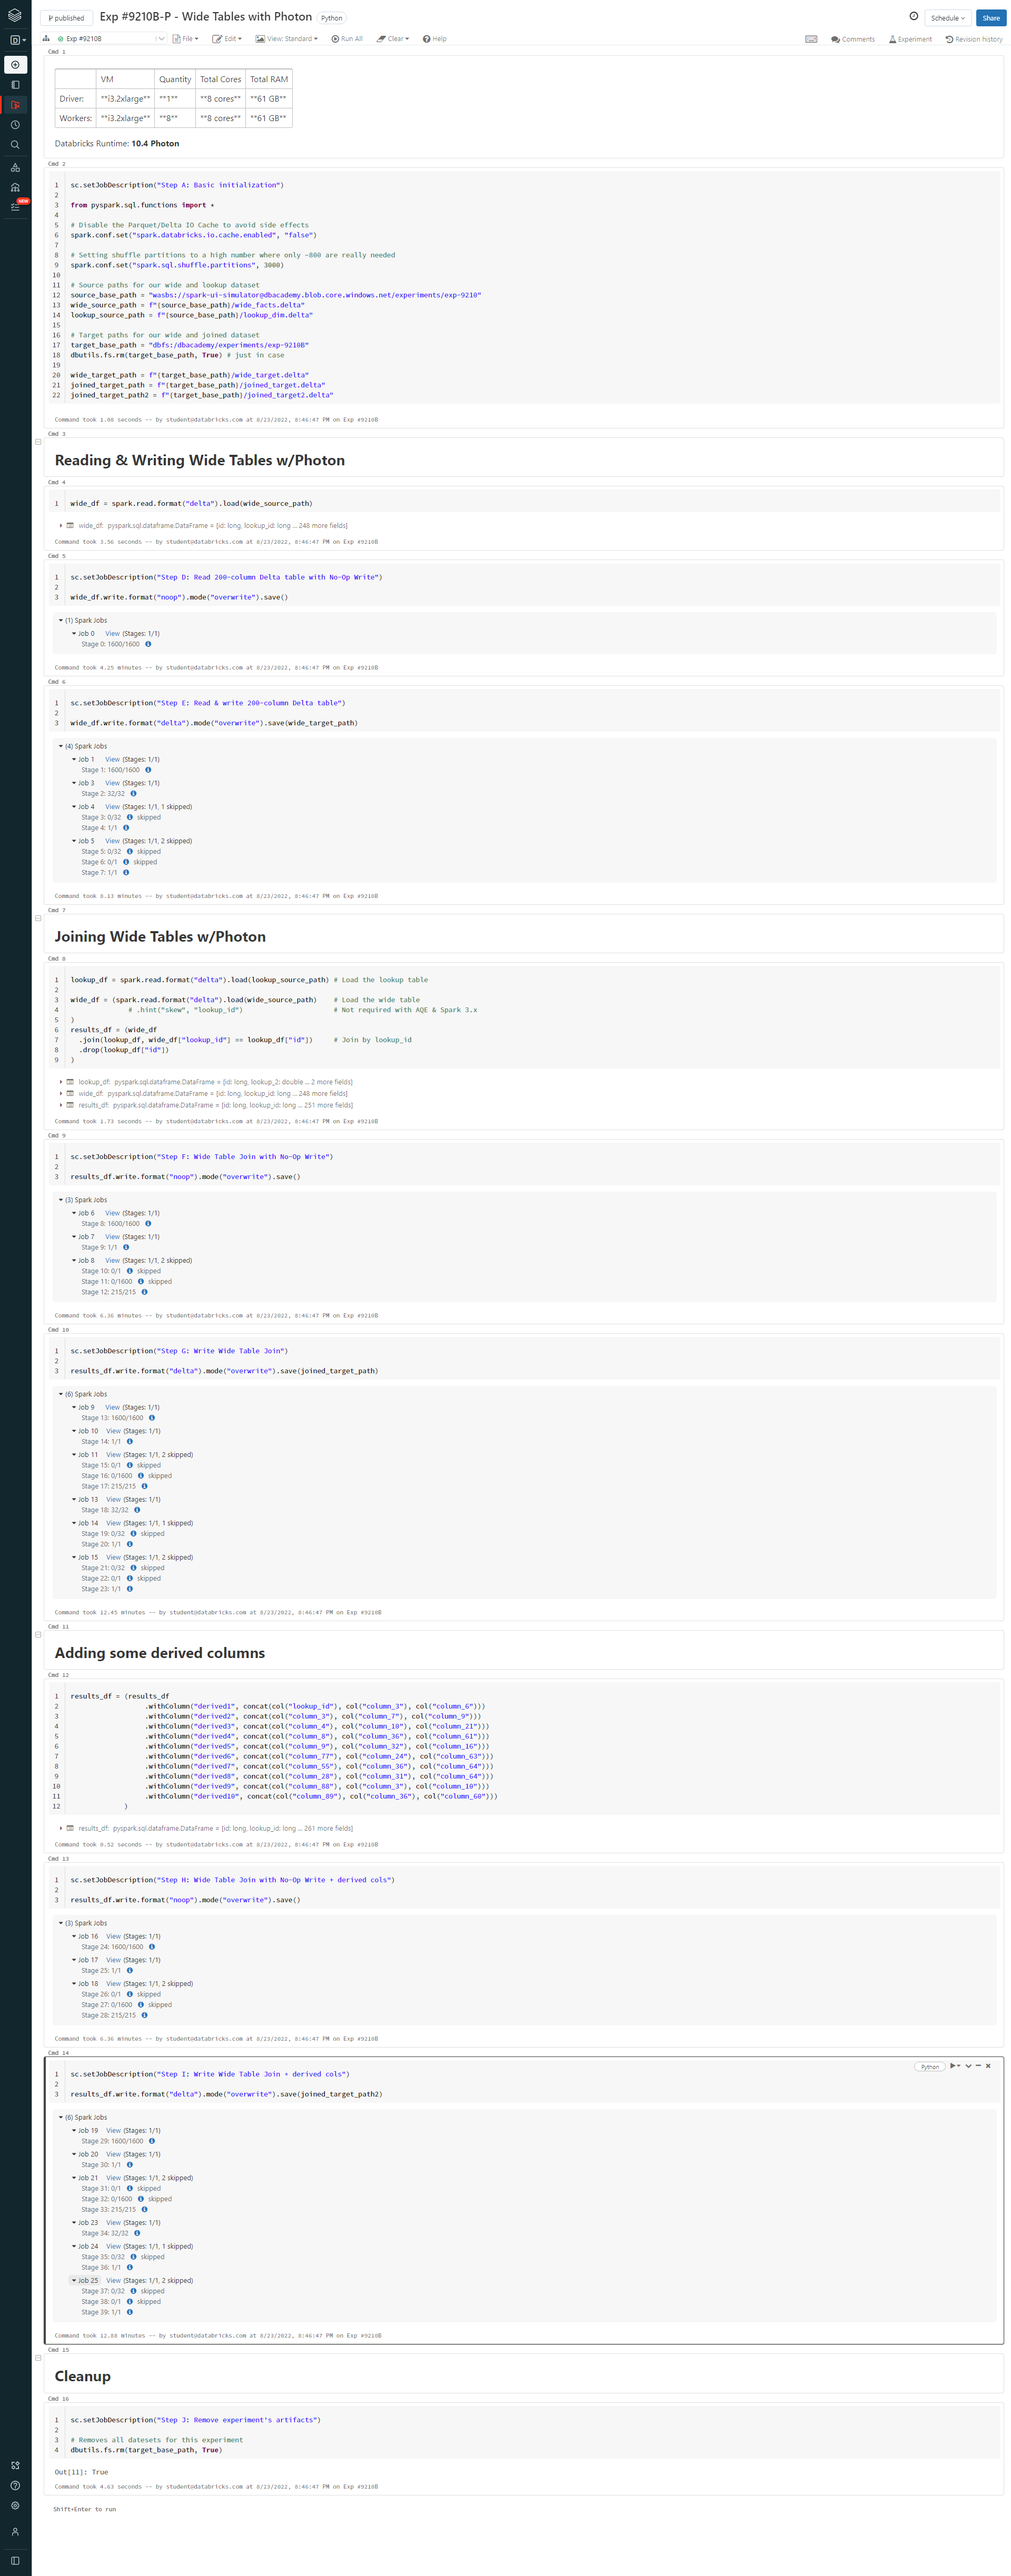 published
Exp #9210B-P - Wide Tables with Photon
Python
Schedule
Share
D
Exp #9210B
File
Edit
View: Standard
Run All
Clear
Help
Comments
Experiment
Revision history
NEW
Cmd 1
VM Quantity Total Cores Total RAM
Driver: **i3.2xlarge** **1** **8 cores** **61 GB**
Workers: **i3.2xlarge** **8** **8 cores** **61 GB**
Databricks Runtime: 10.4 Photon
Cmd 2
1 sc.setJobDescription("Step A: Basic initialization")
2
3 from pyspark.sql.functions import *
4
5 # Disable the Parquet/Delta IO Cache to avoid side effects
6 spark.conf.set("spark.databricks.io.cache.enabled", "false")
7
8 # Setting shuffle partitions to a high number where only ~800 are really needed
9 spark.conf.set("spark.sql.shuffle.partitions", 3000)
10
11 # Source paths for our wide and lookup dataset
12 source_base_path = "wasbs://spark-ui-simulator@dbacademy.blob.core.windows.net/experiments/exp-9210"
13 wide_source_path = f"{source_base_path}/wide_facts.delta"
14 lookup_source_path = f"{source_base_path}/lookup_dim.delta"
15
16 # Target paths for our wide and joined dataset
17 target_base_path = "dbfs:/dbacademy/experiments/exp-9210B"
18 dbutils.fs.rm(target_base_path, True) # just in case
19
20 wide_target_path = f"{target_base_path}/wide_target.delta"
21 joined_target_path = f"{target_base_path}/joined_target.delta"
22 joined_target_path2 = f"{target_base_path}/joined_target2.delta"
Command took 1.08 seconds -- by student@databricks.com at 8/23/2022, 8:46:47 PM on Exp #9210B
Cmd 3
Reading & Writing Wide Tables w/Photon
Cmd 4
1 wide_df = spark.read.format("delta").load(wide_source_path)
wide_df: pyspark.sql.dataframe.DataFrame = [id: long, lookup_id: long ... 248 more fields]
Command took 3.56 seconds -- by student@databricks.com at 8/23/2022, 8:46:47 PM on Exp #9210B
Cmd 5
1 sc.setJobDescription("Step D: Read 200-column Delta table with No-Op Write")
2
3 wide_df.write.format("noop").mode("overwrite").save()
(1) Spark Jobs
Job 0 View (Stages: 1/1)
Stage 0: 1600/1600
Command took 4.25 minutes -- by student@databricks.com at 8/23/2022, 8:46:47 PM on Exp #9210B
Cmd 6
1 sc.setJobDescription("Step E: Read & write 200-column Delta table")
2
3 wide_df.write.format("delta").mode("overwrite").save(wide_target_path)
(4) Spark Jobs
Job 1 View (Stages: 1/1)
Stage 1: 1600/1600
Job 3 View (Stages: 1/1)
Stage 2: 32/32
Job 4 View (Stages: 1/1, 1 skipped)
Stage 3: 0/32 skipped
Stage 4: 1/1
Job 5 View (Stages: 1/1, 2 skipped)
Stage 5: 0/32 skipped
Stage 6: 0/1 skipped
Stage 7: 1/1
Command took 8.13 minutes -- by student@databricks.com at 8/23/2022, 8:46:47 PM on Exp #9210B
Cmd 7
Joining Wide Tables w/Photon
Cmd 8
1 lookup_df = spark.read.format("delta").load(lookup_source_path) # Load the lookup table
2
3 wide_df = (spark.read.format("delta").load(wide_source_path) # Load the wide table
4 # .hint("skew", "lookup_id") # Not required with AQE & Spark 3.x
5 )
6 results_df = (wide_df
7 .join(lookup_df, wide_df["lookup_id"] == lookup_df["id"]) # Join by lookup_id
8 .drop(lookup_df["id"])
9 )
lookup_df: pyspark.sql.dataframe.DataFrame = [id: long, lookup_2: double ... 2 more fields]
wide_df: pyspark.sql.dataframe.DataFrame = [id: long, lookup_id: long ... 248 more fields]
results_df: pyspark.sql.dataframe.DataFrame = [id: long, lookup_id: long ... 251 more fields]
Command took 1.73 seconds -- by student@databricks.com at 8/23/2022, 8:46:47 PM on Exp #9210B
Cmd 9
1 sc.setJobDescription("Step F: Wide Table Join with No-Op Write")
2
3 results_df.write.format("noop").mode("overwrite").save()
(3) Spark Jobs
Job 6 View (Stages: 1/1)
Stage 8: 1600/1600
Job 7 View (Stages: 1/1)
Stage 9: 1/1
Job 8 View (Stages: 1/1, 2 skipped)
Stage 10: 0/1 skipped
Stage 11: 0/1600 skipped
Stage 12: 215/215
Command took 6.36 minutes -- by student@databricks.com at 8/23/2022, 8:46:47 PM on Exp #9210B
Cmd 10
1 sc.setJobDescription("Step G: Write Wide Table Join")
2
3 results_df.write.format("delta").mode("overwrite").save(joined_target_path)
(6) Spark Jobs
Job 9 View (Stages: 1/1)
Stage 13: 1600/1600
Job 10 View (Stages: 1/1)
Stage 14: 1/1
Job 11 View (Stages: 1/1, 2 skipped)
Stage 15: 0/1 skipped
Stage 16: 0/1600 skipped
Stage 17: 215/215
Job 13 View (Stages: 1/1)
Stage 18: 32/32
Job 14 View (Stages: 1/1, 1 skipped)
Stage 19: 0/32 skipped
Stage 20: 1/1
Job 15 View (Stages: 1/1, 2 skipped)
Stage 21: 0/32 skipped
Stage 22: 0/1 skipped
Stage 23: 1/1
Command took 12.45 minutes -- by student@databricks.com at 8/23/2022, 8:46:47 PM on Exp #9210B
Cmd 11
Adding some derived columns
Cmd 12
1 results_df = (results_df
2 .withColumn("derived1", concat(col("lookup_id"), col("column_3"), col("column_6")))
3 .withColumn("derived2", concat(col("column_3"), col("column_7"), col("column_9")))
4 .withColumn("derived3", concat(col("column_4"), col("column_10"), col("column_21")))
5 .withColumn("derived4", concat(col("column_8"), col("column_36"), col("column_61")))
6 .withColumn("derived5", concat(col("column_9"), col("column_32"), col("column_16")))
7 .withColumn("derived6", concat(col("column_77"), col("column_24"), col("column_63")))
8 .withColumn("derived7", concat(col("column_55"), col("column_36"), col("column_64")))
9 .withColumn("derived8", concat(col("column_28"), col("column_31"), col("column_64")))
10 .withColumn("derived9", concat(col("column_88"), col("column_3"), col("column_10")))
11 .withColumn("derived10", concat(col("column_89"), col("column_36"), col("column_60")))
12 )
results_df: pyspark.sql.dataframe.DataFrame = [id: long, lookup_id: long ... 261 more fields]
Command took 0.52 seconds -- by student@databricks.com at 8/23/2022, 8:46:47 PM on Exp #9210B
Cmd 13
1 sc.setJobDescription("Step H: Wide Table Join with No-Op Write + derived cols")
2
3 results_df.write.format("noop").mode("overwrite").save()
(3) Spark Jobs
Job 16 View (Stages: 1/1)
Stage 24: 1600/1600
Job 17 View (Stages: 1/1)
Stage 25: 1/1
Job 18 View (Stages: 1/1, 2 skipped)
Stage 26: 0/1 skipped
Stage 27: 0/1600 skipped
Stage 28: 215/215
Command took 6.36 minutes -- by student@databricks.com at 8/23/2022, 8:46:47 PM on Exp #9210B
Cmd 14
Python
1 sc.setJobDescription("Step I: Write Wide Table Join + derived cols")
2
3 results_df.write.format("delta").mode("overwrite").save(joined_target_path2)
(6) Spark Jobs
Job 19 View (Stages: 1/1)
Stage 29: 1600/1600
Job 20 View (Stages: 1/1)
Stage 30: 1/1
Job 21 View (Stages: 1/1, 2 skipped)
Stage 31: 0/1 skipped
Stage 32: 0/1600 skipped
Stage 33: 215/215
Job 23 View (Stages: 1/1)
Stage 34: 32/32
Job 24 View (Stages: 1/1, 1 skipped)
Stage 35: 0/32 skipped
Stage 36: 1/1
Job 25 View (Stages: 1/1, 2 skipped)
Stage 37: 0/32 skipped
Stage 38: 0/1 skipped
Stage 39: 1/1
Command took 12.88 minutes -- by student@databricks.com at 8/23/2022, 8:46:47 PM on Exp #9210B
Cmd 15
Cleanup
Cmd 16
1 sc.setJobDescription("Step J: Remove experiment's artifacts")
2
3 # Removes all datesets for this experiment
4 dbutils.fs.rm(target_base_path, True)
Out[11]: True
Command took 4.63 seconds -- by student@databricks.com at 8/23/2022, 8:46:47 PM on Exp #9210B
Shift+Enter to run